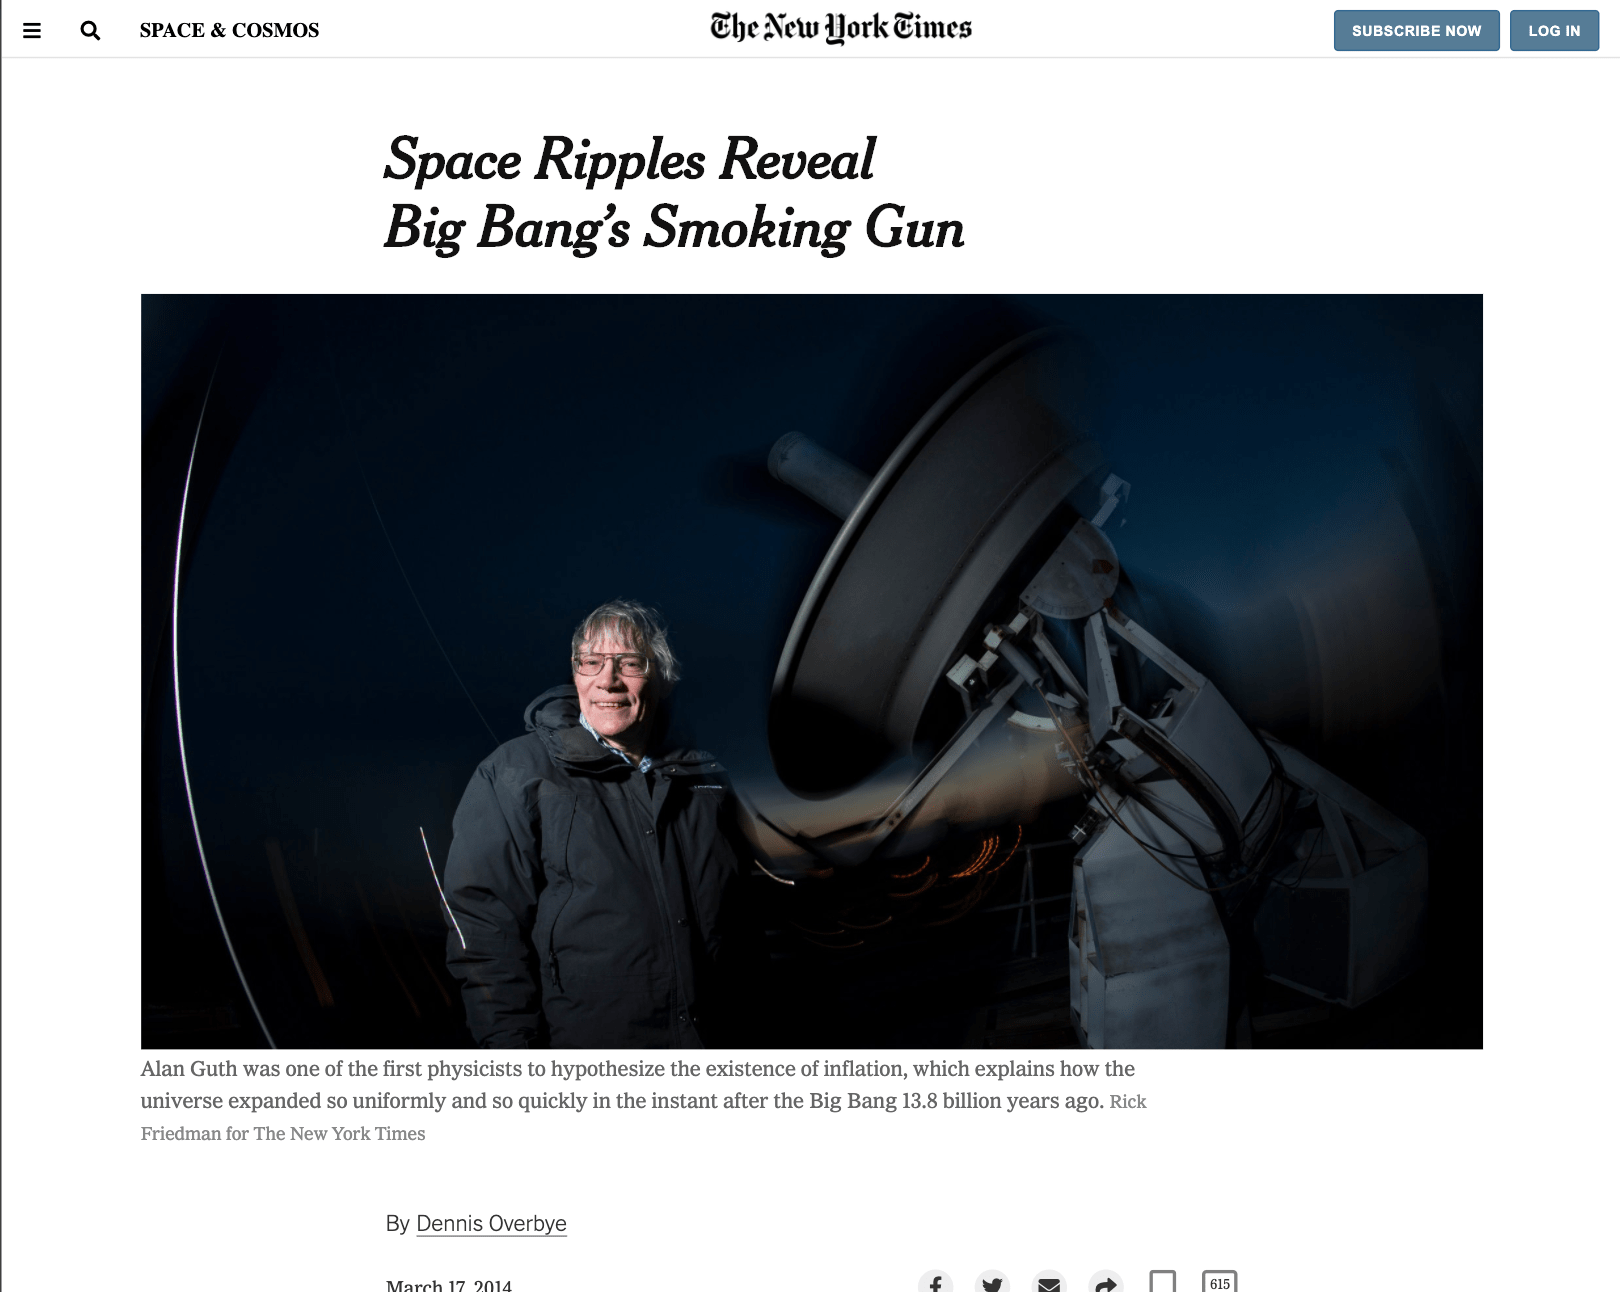 SPACE & COSMOS
The New York Times
SUBSCRIBE NOW
LOG IN
Space Ripples Reveal
Big Bang’s Smoking Gun
Alan Guth was one of the first physicists to hypothesize the existence of inflation, which explains how the
universe expanded so uniformly and so quickly in the instant after the Big Bang 13.8 billion years ago. Rick
Friedman for The New York Times
By Dennis Overbye
March 17, 2014
615